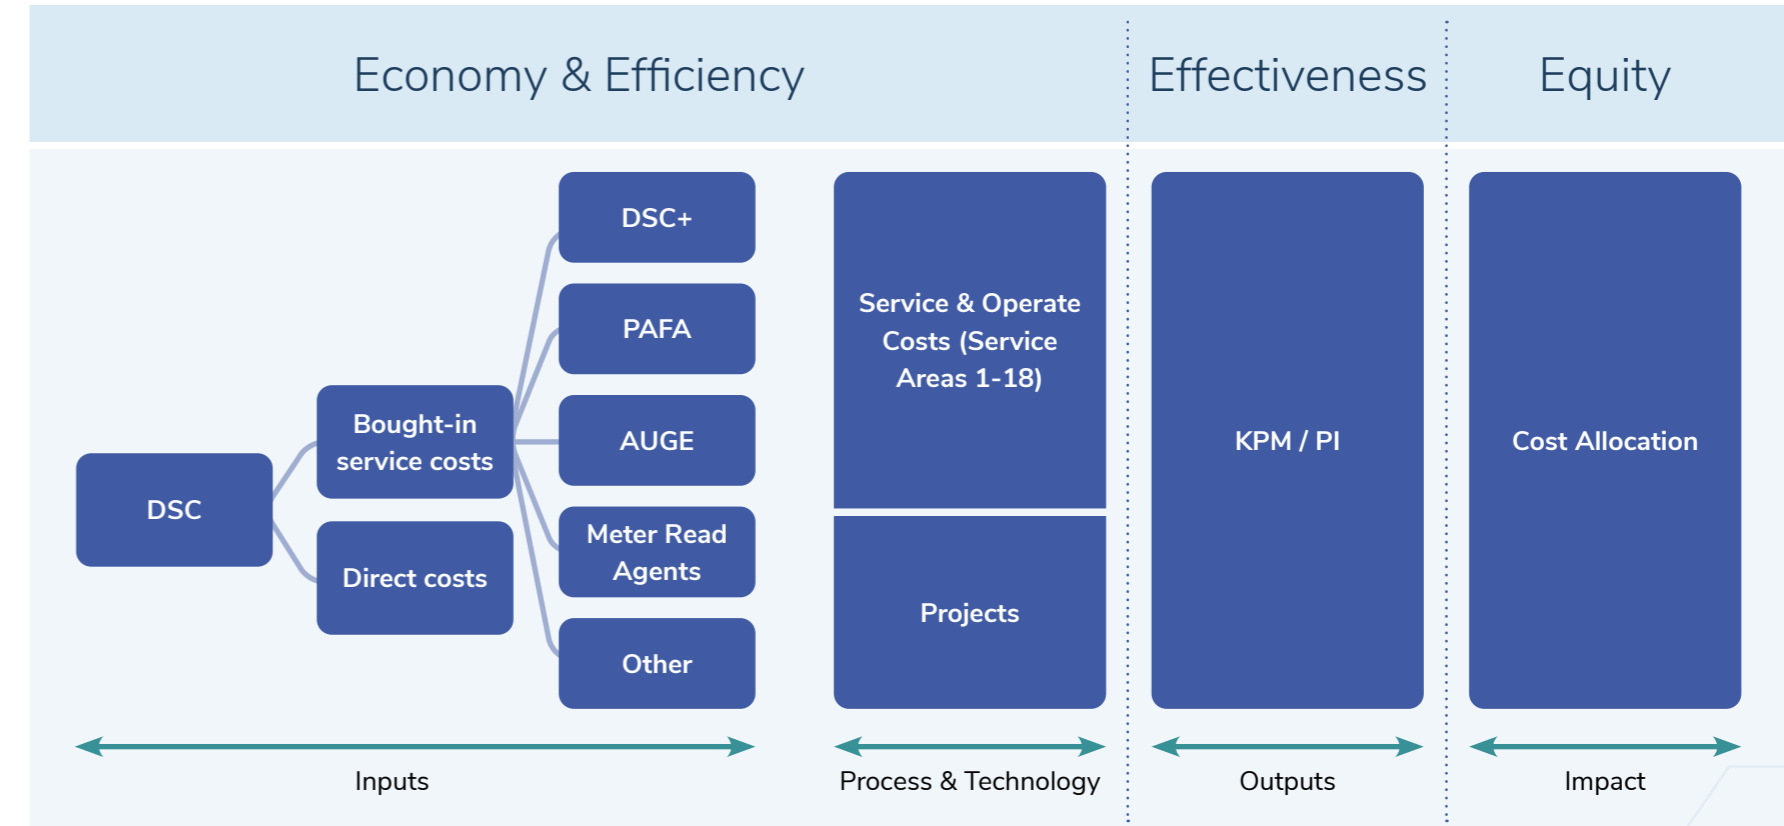 Economy & Efficiency
Effectiveness
Equity
DSC
Bought-in
service costs
Direct costs
DSC+
PAFA
AUGE
Meter Read
Agents
Other
Service & Operate
Costs (Service
Areas 1-18)
Projects
KPM / PI
Cost Allocation
Inputs
Process & Technology
Outputs
Impact